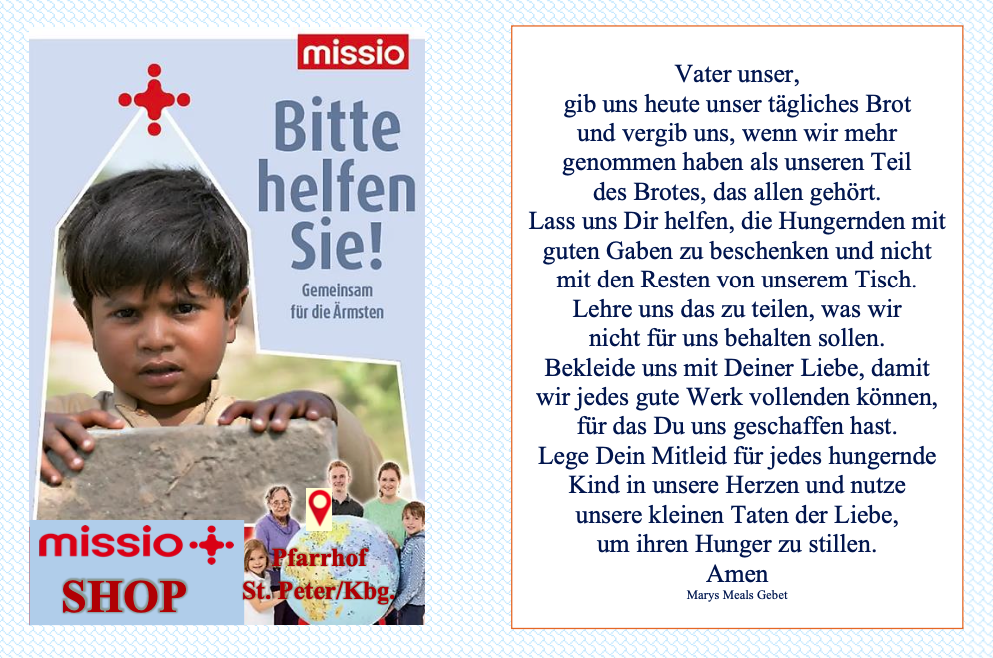 missio
Bitte
helfen
Sie!
Gemeinsam
für die Ärmsten
missio
SHOP
Pfarrhof
St. Peter/Kbg.
Vater unser,
gib uns heute unser tägliches Brot
und vergib uns, wenn wir mehr
genommen haben als unseren Teil
des Brotes, das allen gehört.
Lass uns Dir helfen, die Hungernden mit
guten Gaben zu beschenken und nicht
mit den Resten von unserem Tisch.
Lehre uns das zu teilen, was wir
nicht für uns behalten sollen.
Bekleide uns mit Deiner Liebe, damit
wir jedes gute Werk vollenden können,
für das Du uns geschaffen hast.
Lege Dein Mitleid für jedes hungernde
Kind in unsere Herzen und nutze
unsere kleinen Taten der Liebe,
um ihren Hunger zu stillen.
Amen
Marys Meals Gebet